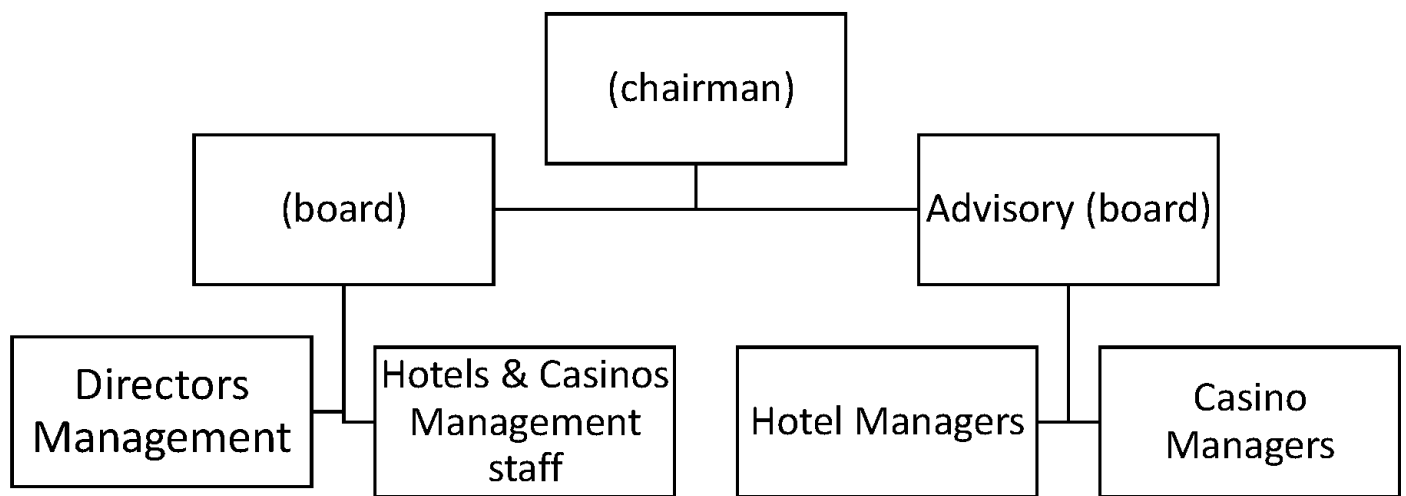 (chairman)
(board)
Advisory (board)
Directors
Management
Hotels & Casinos
Management
staff
Hotel Managers
Casino
Managers